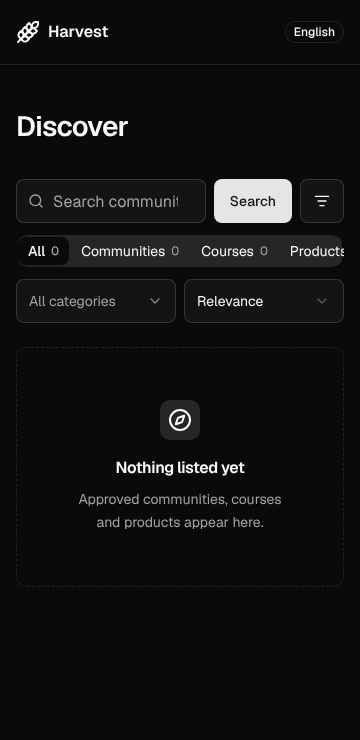 Harvest
English
Discover
Search communit
Search
All 0 Communities 0 Courses 0 Products
All categories
Relevance
Nothing listed yet
Approved communities, courses
and products appear here.